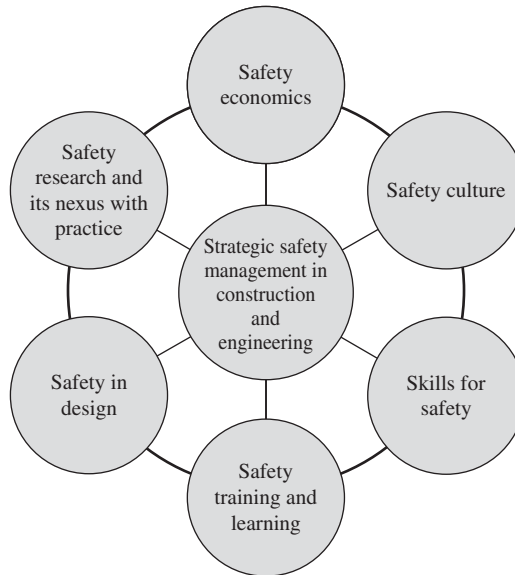 Safety
economics
Safety
research and
its nexus with
practice
Safety culture
Strategic safety
management in
construction
and
engineering
Safety in
design
Skills for
safety
Safety
training and
learning